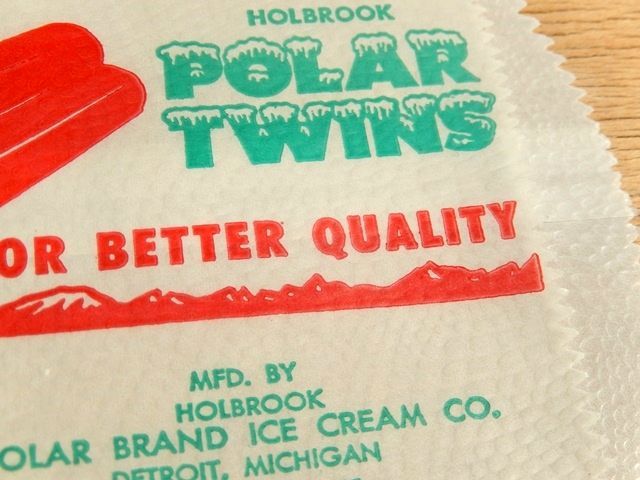 HOLBROOK
POLAR
TWINS
OR BETTER QUALITY
MFD. BY
HOLBROOK
OLAR BRAND ICE CREAM CO.
DETROIT, MICHIGAN